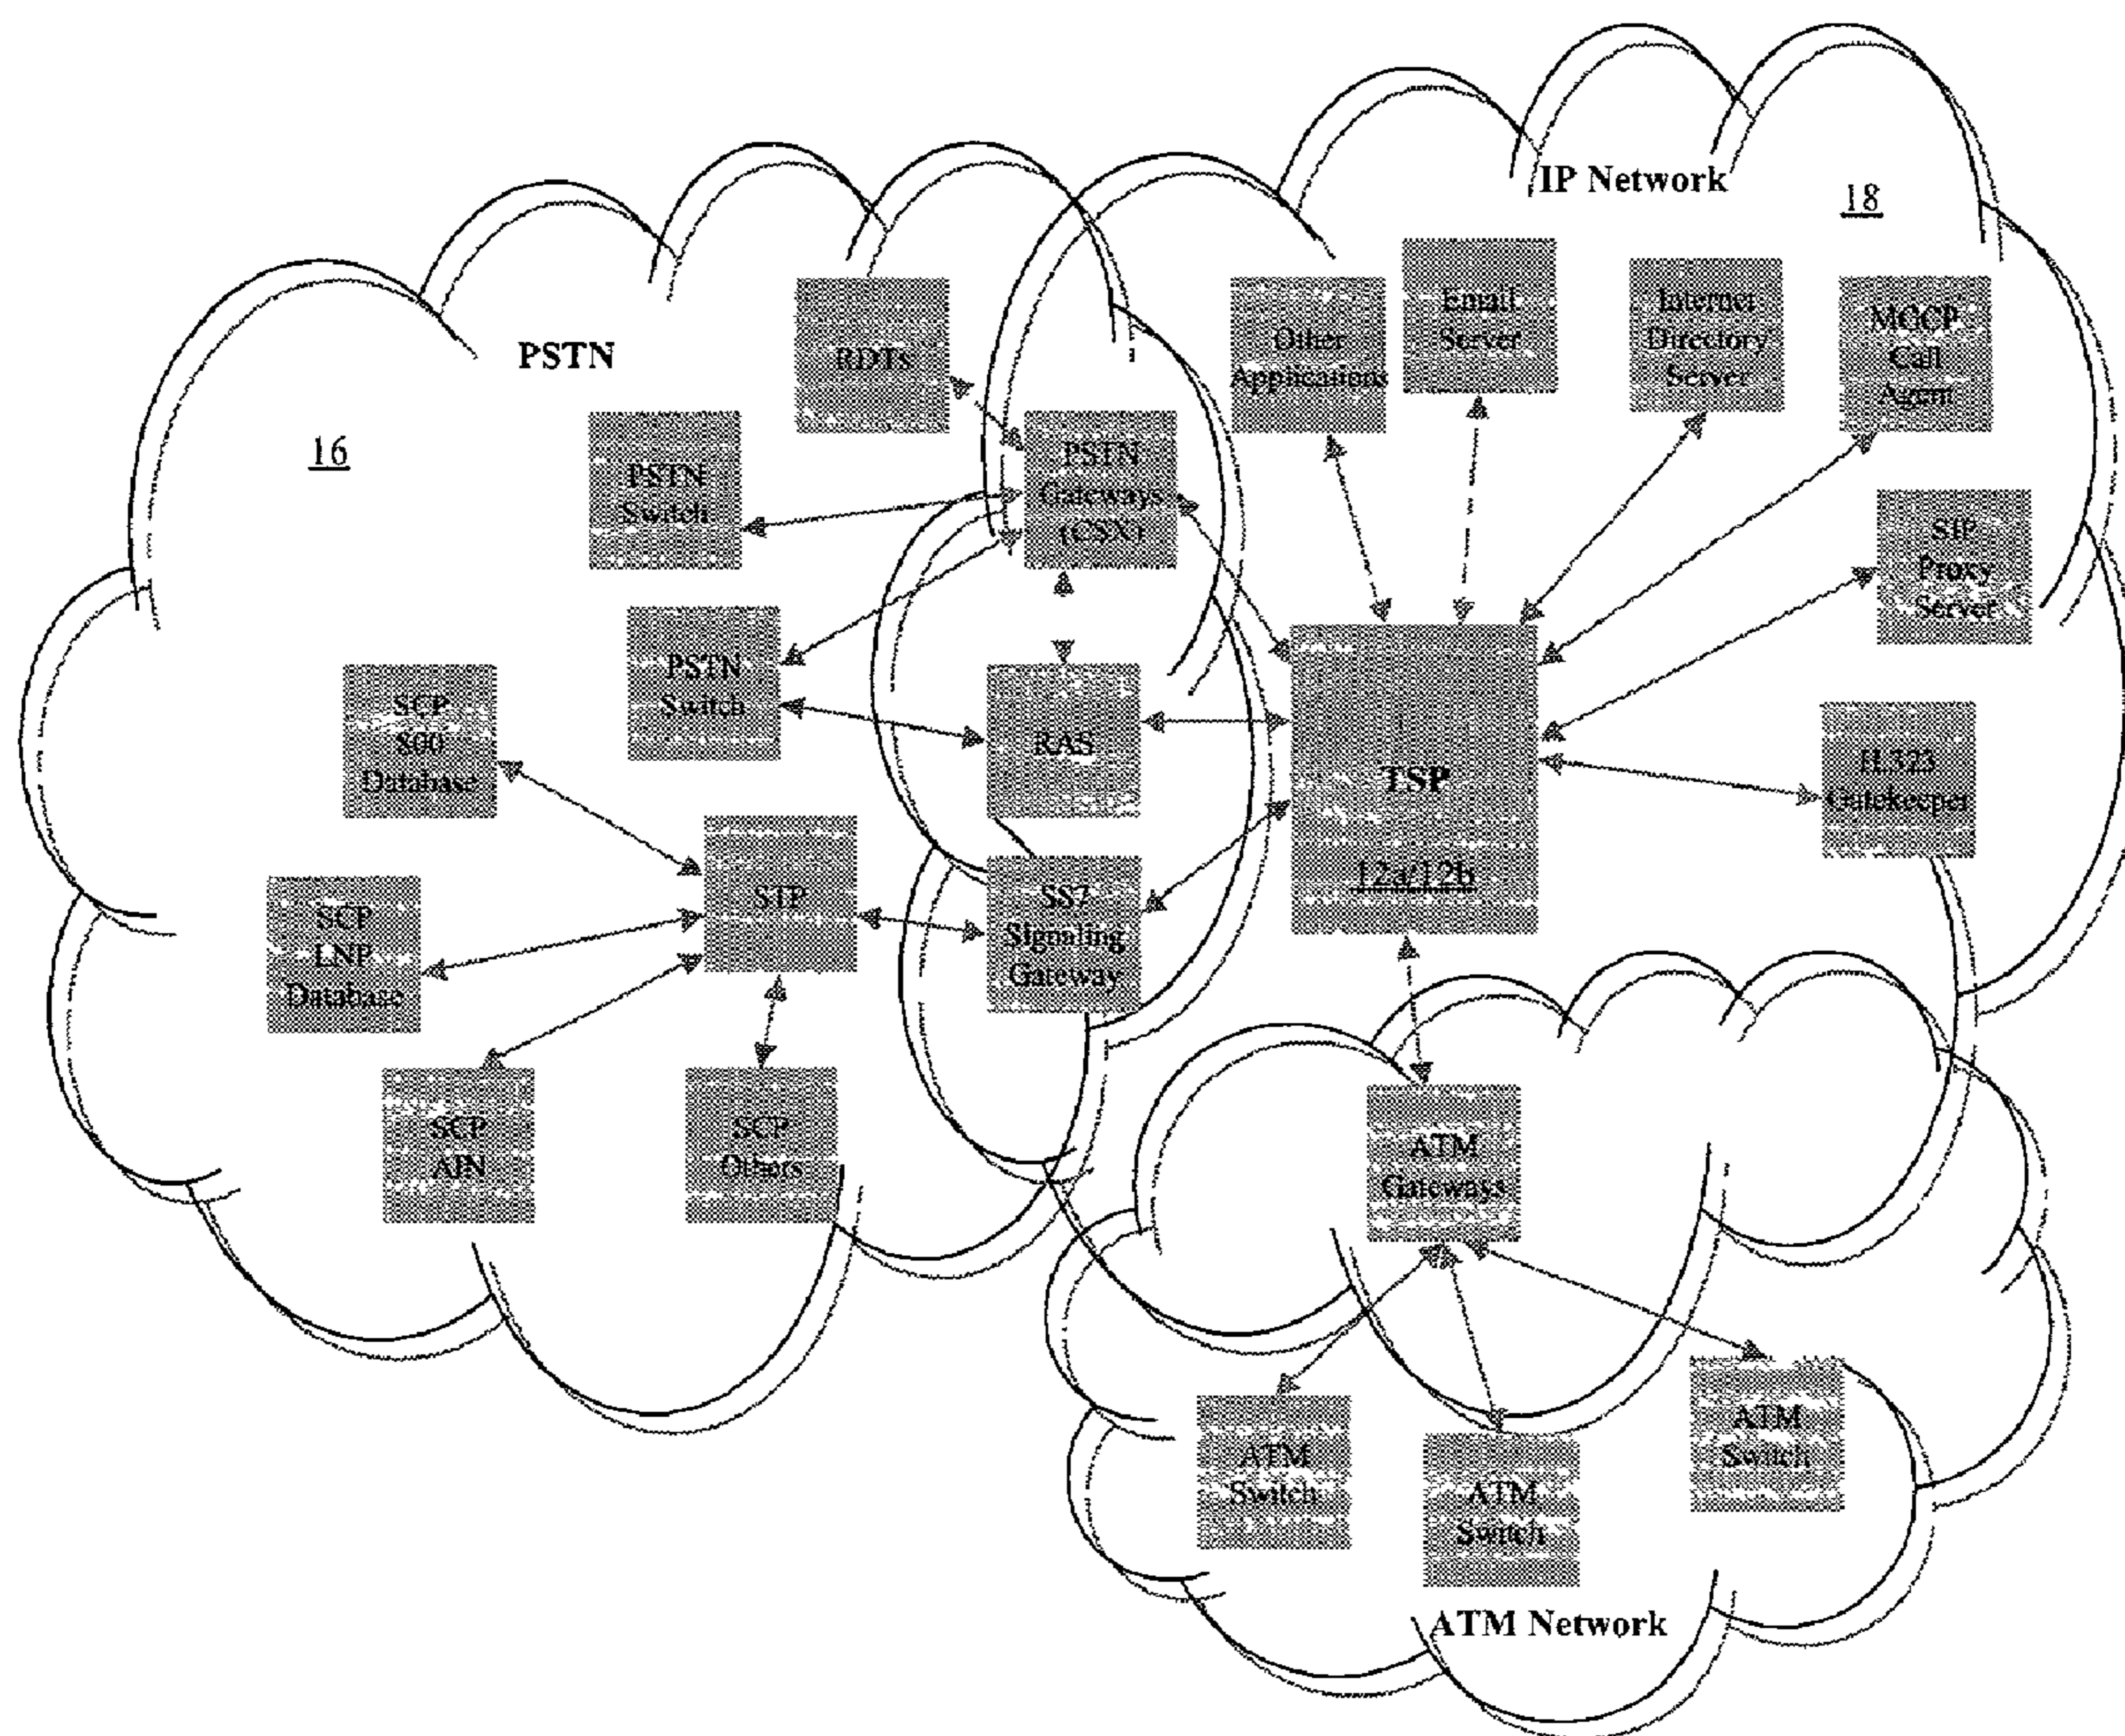 IP Network
18
PSTN
16
RDTs
Other
Applications
Email
Server
Internet
Directory
Server
MGCP
Call
Agent
PSTN
Switch
PSTN
Gateways
(CSX)
SIP
Proxy
Server
PSTN
Switch
RAS
TSP
12a/12b
H.323
Gatekeeper
SCP
800
Database
STP
SS7
Signaling
Gateway
SCP
LNP
Database
SCP
AIN
SCP
Others
ATM
Gateways
ATM
Switch
ATM
Switch
ATM
Switch
ATM Network